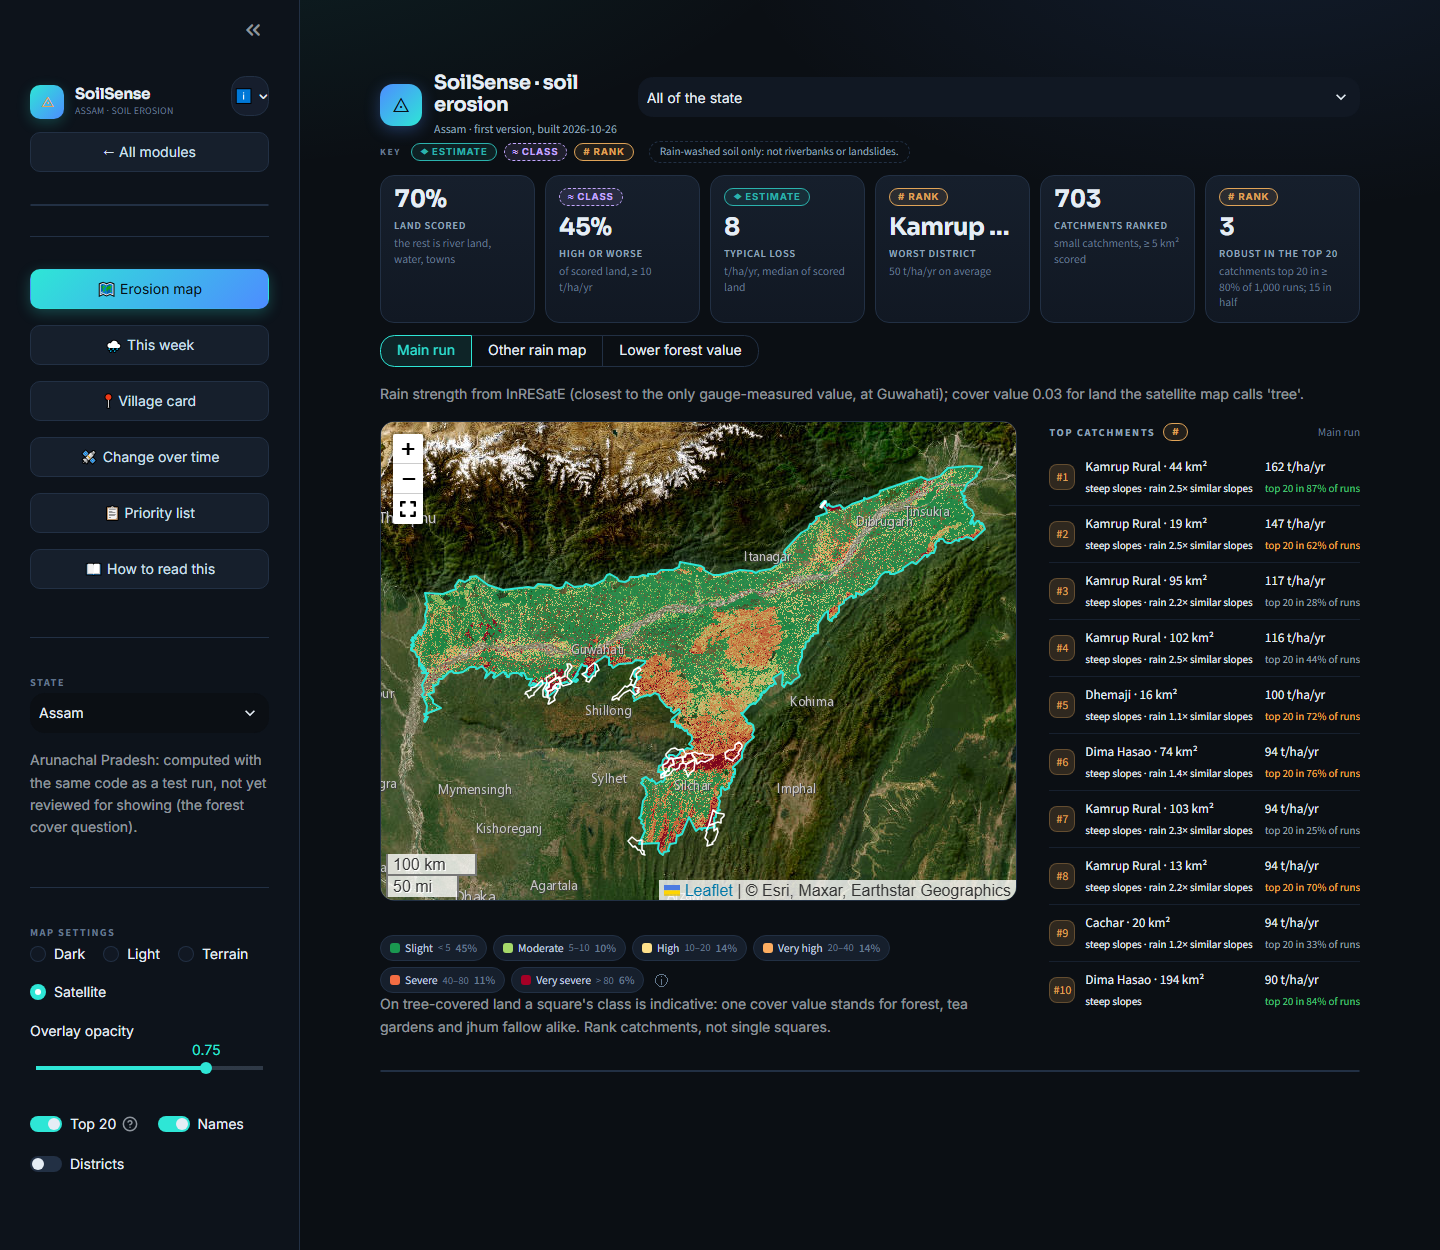 SoilSense
ASSAM · SOIL EROSION
← All modules
Erosion map
This week
Village card
Change over time
Priority list
How to read this
STATE
Assam
Arunachal Pradesh: computed with
the same code as a test run, not yet
reviewed for showing (the forest
cover question).
MAP SETTINGS
Dark
Light
Terrain
Satellite
Overlay opacity
0.75
Top 20
Names
Districts
SoilSense · soil
erosion
Assam · first version, built 2026-10-26
All of the state
KEY
◆ ESTIMATE
≈ CLASS
# RANK
Rain-washed soil only: not riverbanks or landslides.
70%
LAND SCORED
the rest is river land,
water, towns
≈ CLASS
45%
HIGH OR WORSE
of scored land, ≥ 10
t/ha/yr
◆ ESTIMATE
8
TYPICAL LOSS
t/ha/yr, median of scored
land
# RANK
Kamrup ...
WORST DISTRICT
50 t/ha/yr on average
703
CATCHMENTS RANKED
small catchments, ≥ 5 km²
scored
# RANK
3
ROBUST IN THE TOP 20
catchments top 20 in ≥
80% of 1,000 runs; 15 in
half
Main run
Other rain map
Lower forest value
Rain strength from InRESatE (closest to the only gauge-measured value, at Guwahati); cover value 0.03 for land the satellite map calls 'tree'.
+
−
Dibrugarh
Tinsukia
Itanagar
Guwahati
Shillong
Kohima
Sylhet
Silchar
Imphal
Mymensingh
Kishoreganj
Agartala
Dhaka
100 km
50 mi
Leaflet | © Esri, Maxar, Earthstar Geographics
Slight < 5 45%
Moderate 5–10 10%
High 10–20 14%
Very high 20–40 14%
Severe 40–80 11%
Very severe > 80 6%
On tree-covered land a square's class is indicative: one cover value stands for forest, tea
gardens and jhum fallow alike. Rank catchments, not single squares.
TOP CATCHMENTS #
Main run
#1 Kamrup Rural · 44 km² 162 t/ha/yr
steep slopes · rain 2.5× similar slopes top 20 in 87% of runs
#2 Kamrup Rural · 19 km² 147 t/ha/yr
steep slopes · rain 2.5× similar slopes top 20 in 62% of runs
#3 Kamrup Rural · 95 km² 117 t/ha/yr
steep slopes · rain 2.2× similar slopes top 20 in 28% of runs
#4 Kamrup Rural · 102 km² 116 t/ha/yr
steep slopes · rain 2.5× similar slopes top 20 in 44% of runs
#5 Dhemaji · 16 km² 100 t/ha/yr
steep slopes · rain 1.1× similar slopes top 20 in 72% of runs
#6 Dima Hasao · 74 km² 94 t/ha/yr
steep slopes · rain 1.4× similar slopes top 20 in 76% of runs
#7 Kamrup Rural · 103 km² 94 t/ha/yr
steep slopes · rain 2.3× similar slopes top 20 in 25% of runs
#8 Kamrup Rural · 13 km² 94 t/ha/yr
steep slopes · rain 2.2× similar slopes top 20 in 70% of runs
#9 Cachar · 20 km² 94 t/ha/yr
steep slopes · rain 1.2× similar slopes top 20 in 33% of runs
#10 Dima Hasao · 194 km² 90 t/ha/yr
steep slopes top 20 in 84% of runs